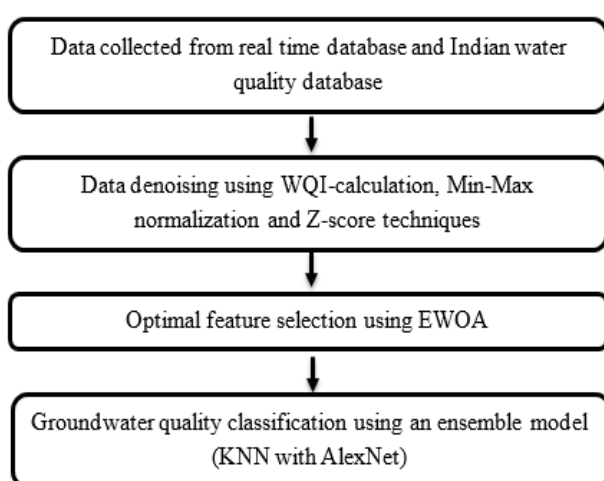 Data collected from real time database and Indian water
quality database
Data denoising using WQI-calculation, Min-Max
normalization and Z-score techniques
Optimal feature selection using EWOA
Groundwater quality classification using an ensemble model
(KNN with AlexNet)